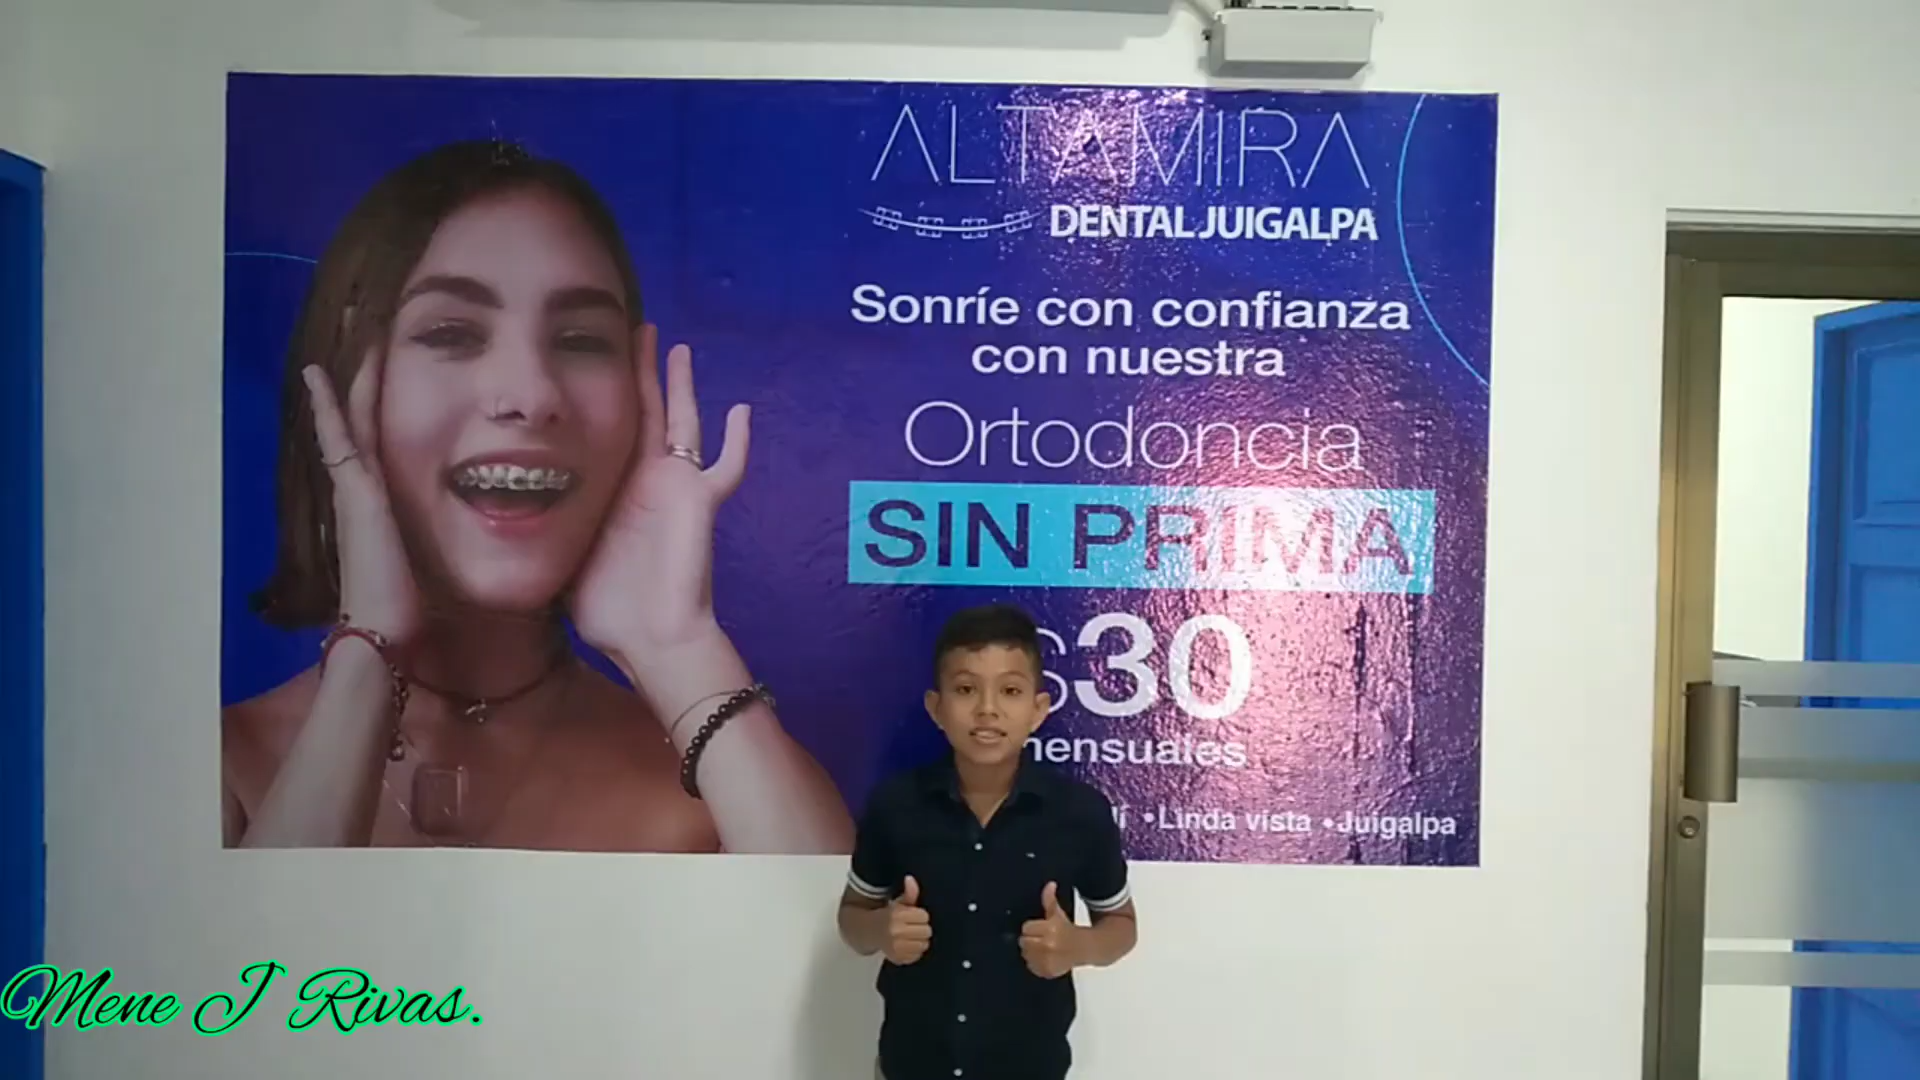 ALTAMIRA
DENTAL JUIGALPA
Sonríe con confianza
con nuestra
Ortodoncia
SIN PRIMA
$30
mensuales
• Linda vista • Juigalpa
Mene J Rivas.